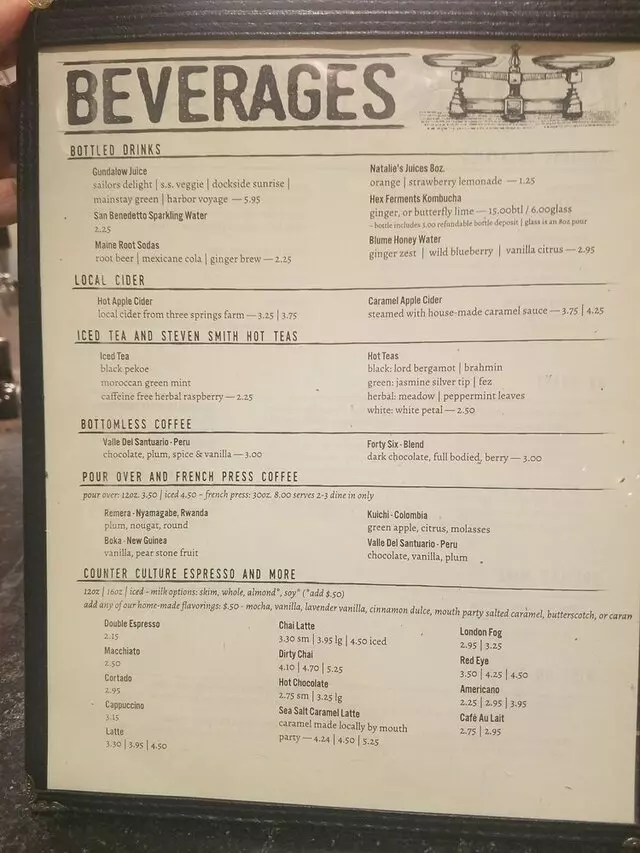 BEVERAGES
BOTTLED DRINKS
Gundalow Juice
sailors delight | s.s. veggie | dockside sunrise |
mainstay green | harbor voyage — 5.95
San Benedetto Sparkling Water
2.25
Maine Root Sodas
root beer | mexicane cola | ginger brew — 2.25
Natalie's Juices 8oz.
orange | strawberry lemonade — 1.25
Hex Ferments Kombucha
ginger, or butterfly lime — 15.00btl / 6.00glass
- bottle includes 3.00 refundable bottle deposit | glass is an 8oz pour
Blume Honey Water
ginger zest | wild blueberry | vanilla citrus — 2.95
LOCAL CIDER
Hot Apple Cider
local cider from three springs farm — 3.25 | 3.75
Caramel Apple Cider
steamed with house-made caramel sauce — 3.75 | 4.25
ICED TEA AND STEVEN SMITH HOT TEAS
Iced Tea
black pekoe
moroccan green mint
caffeine free herbal raspberry — 2.25
Hot Teas
black: lord bergamot | brahmin
green: jasmine silver tip | fez
herbal: meadow | peppermint leaves
white: white petal — 2.50
BOTTOMLESS COFFEE
Valle Del Santuario - Peru
chocolate, plum, spice & vanilla — 3.00
Forty Six - Blend
dark chocolate, full bodied, berry — 3.00
POUR OVER AND FRENCH PRESS COFFEE
pour over: 12oz. 3.50 | iced 4.50 ~ french press: 30oz. 8.00 serves 2-3 dine in only
Remera - Nyamagabe, Rwanda
plum, nougat, round
Boka - New Guinea
vanilla, pear stone fruit
Kuichi - Colombia
green apple, citrus, molasses
Valle Del Santuario - Peru
chocolate, vanilla, plum
COUNTER CULTURE ESPRESSO AND MORE
12oz | 16oz | iced - milk options: skim, whole, almond*, soy* (*add $.50)
add any of our home-made flavorings: $.50 - mocha, vanilla, lavender vanilla, cinnamon dulce, mouth party salted caramel, butterscotch, or caram
Double Espresso
2.15
Macchiato
2.50
Cortado
2.95
Cappuccino
3.15
Latte
3.30 | 3.95 | 4.50
Chai Latte
3.30 sm | 3.95 lg | 4.50 iced
Dirty Chai
4.10 | 4.70 | 5.25
Hot Chocolate
2.75 sm | 3.25 lg
Sea Salt Caramel Latte
caramel made locally by mouth
party — 4.24 | 4.50 | 5.25
London Fog
2.95 | 3.25
Red Eye
3.50 | 4.25 | 4.50
Americano
2.25 | 2.95 | 3.95
Café Au Lait
2.75 | 2.95